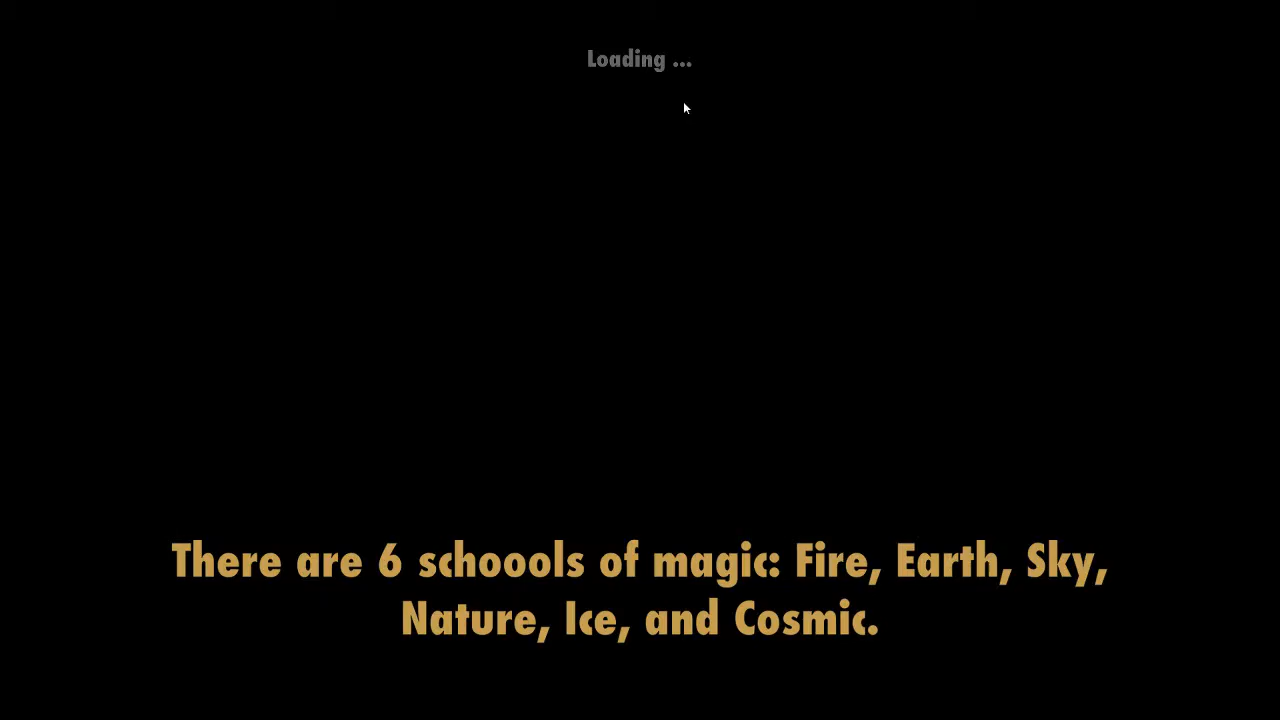 Loading ...
There are 6 schoools of magic: Fire, Earth, Sky,
Nature, Ice, and Cosmic.